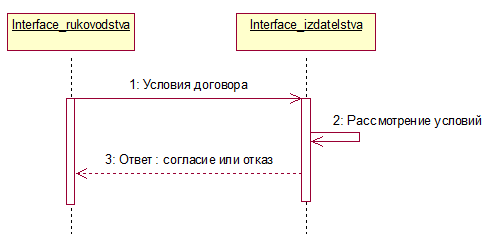 Interface_rukovodstva
Interface_izdatelstva
1: Условия договора
2: Рассмотрение условий
3: Ответ : согласие или отказ